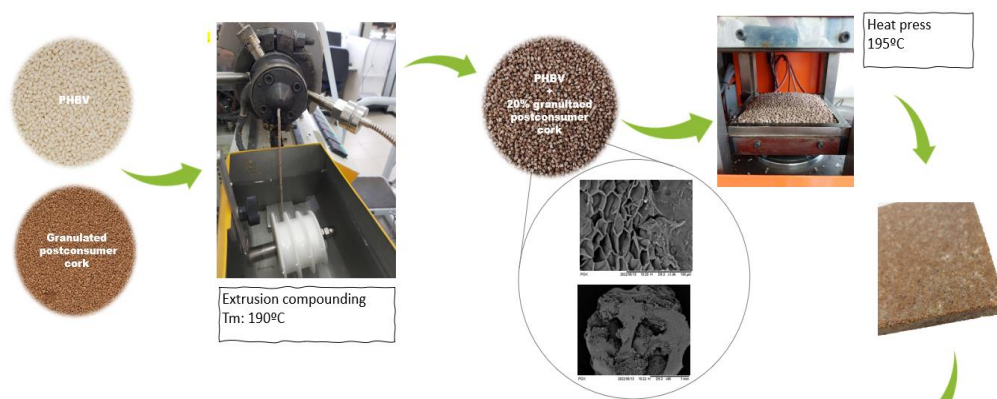 PHBV
Granulated
postconsumer
cork
Extrusion compounding
Tm: 190ºC
PHBV
+
20% granultaed
postconsumer
cork
Heat press
195ºC